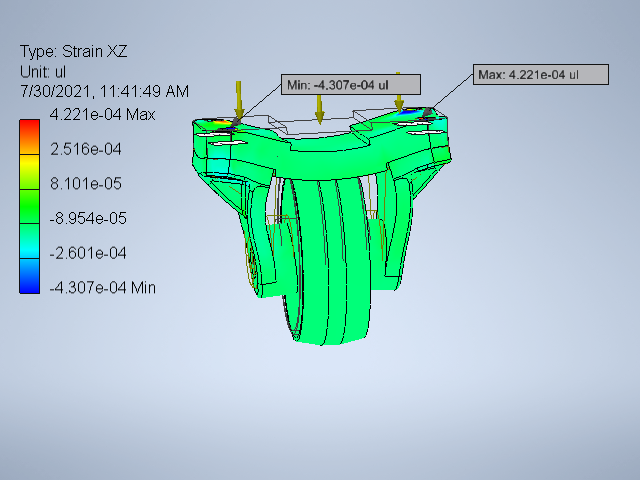 Type: Strain XZ
Unit: ul
7/30/2021, 11:41:49 AM
4.221e-04 Max
2.516e-04
8.101e-05
-8.954e-05
-2.601e-04
-4.307e-04 Min
Min: -4.307e-04 ul
Max: 4.221e-04 ul